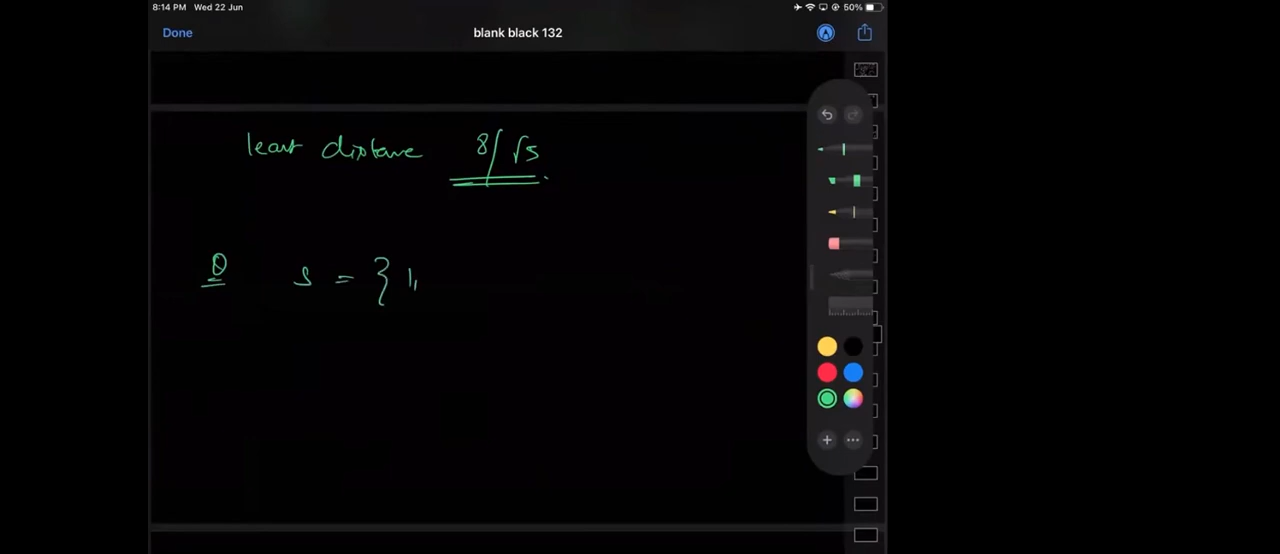 8:14 PM Wed 22 Jun
50%
Done
blank black 132
least distance 8/√5
Q S = { 1,